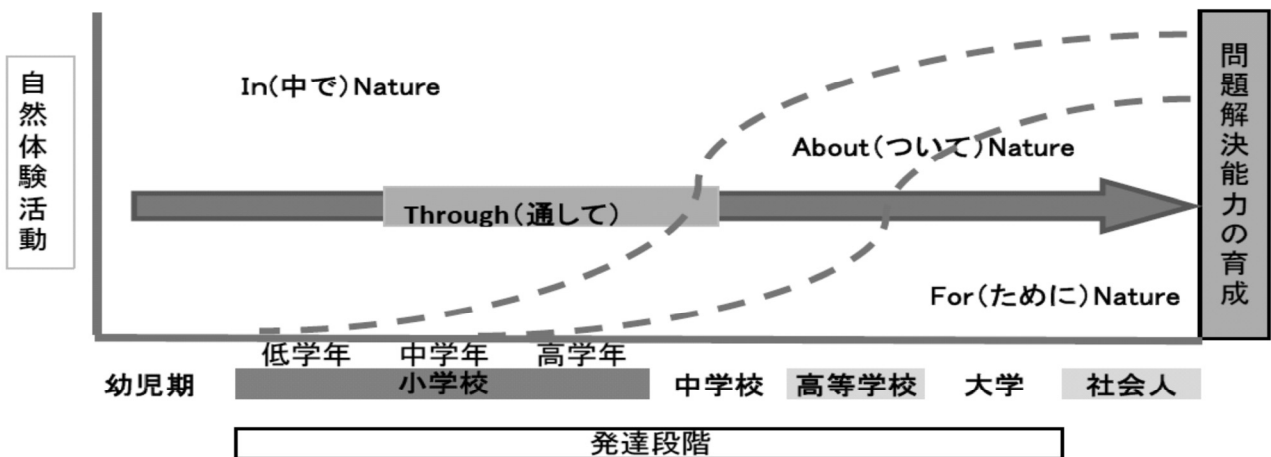 自然体験活動
In(中で)Nature
About(ついて)Nature
Through(通して)
For(ために)Nature
問題解決能力の育成
低学年 中学年 高学年
幼児期 小学校 中学校 高等学校 大学 社会人
発達段階